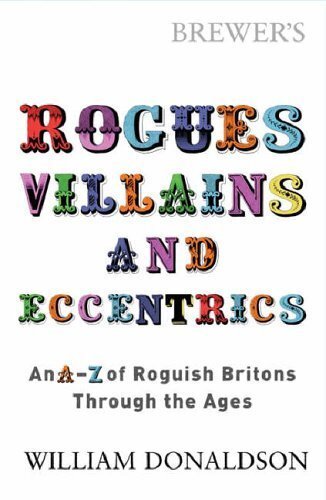 BREWER'S
ROGUES
VILLAINS
AND
ECCENTRICS
An A-Z of Roguish Britons
Through the Ages
WILLIAM DONALDSON